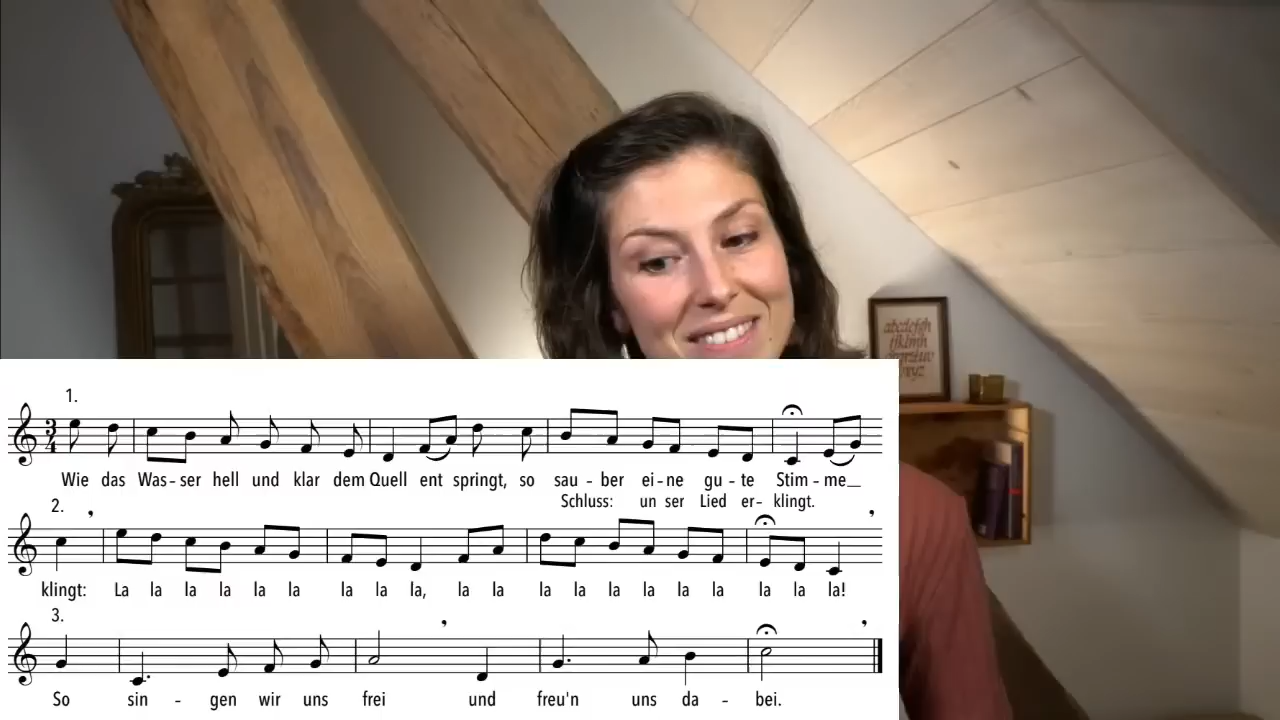 1.
Wie das Was-ser hell und klar dem Quell ent springt, so sau-ber ei-ne gu-te Stim-me_
Schluss: un ser Lied er- klingt.
2.
klingt: La la la la la la la la la, la la la la la la la la la la la!
3.
So sin - gen wir uns frei und freu'n uns da - bei.